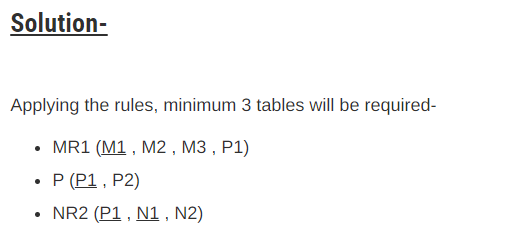 Solution-
Applying the rules, minimum 3 tables will be required-
• MR1 (M1 , M2 , M3 , P1)
• P (P1 , P2)
• NR2 (P1 , N1 , N2)